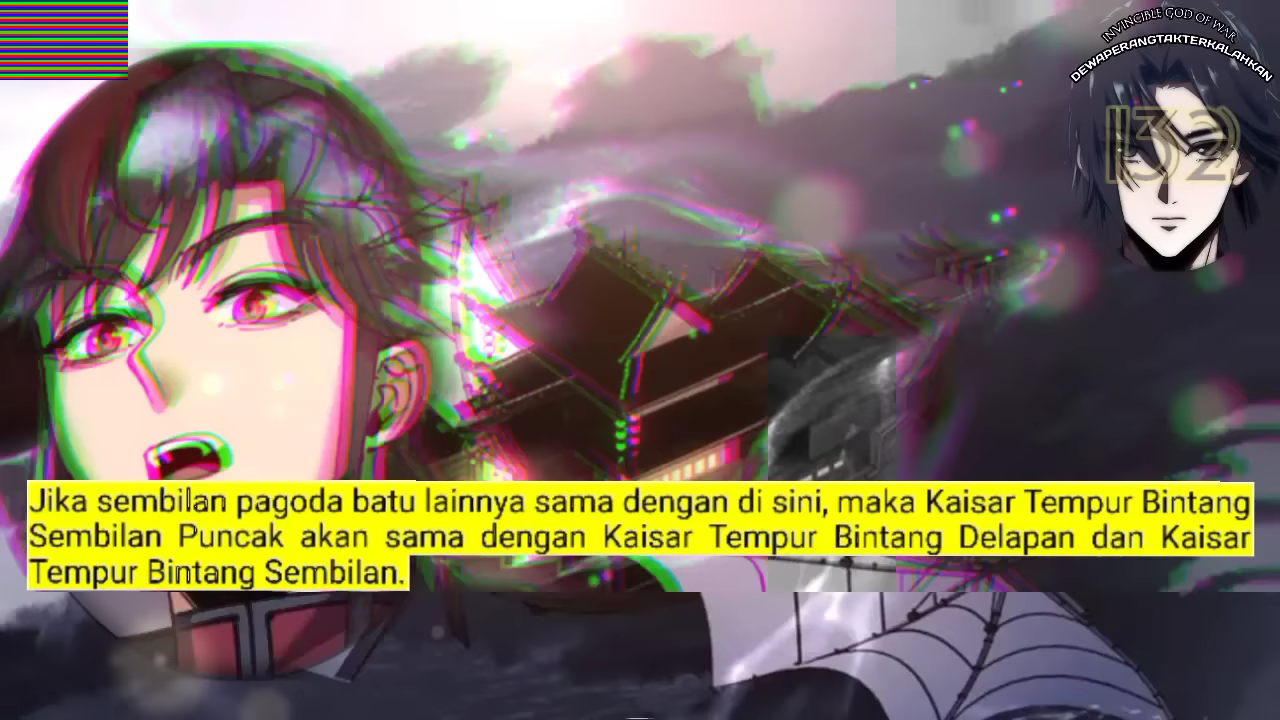 INVINCIBLE GOD OF WAR
DEWAPERANGTAKTERKALAHKAN
132
Jika sembilan pagoda batu lainnya sama dengan di sini, maka Kaisar Tempur Bintang
Sembilan Puncak akan sama dengan Kaisar Tempur Bintang Delapan dan Kaisar
Tempur Bintang Sembilan.